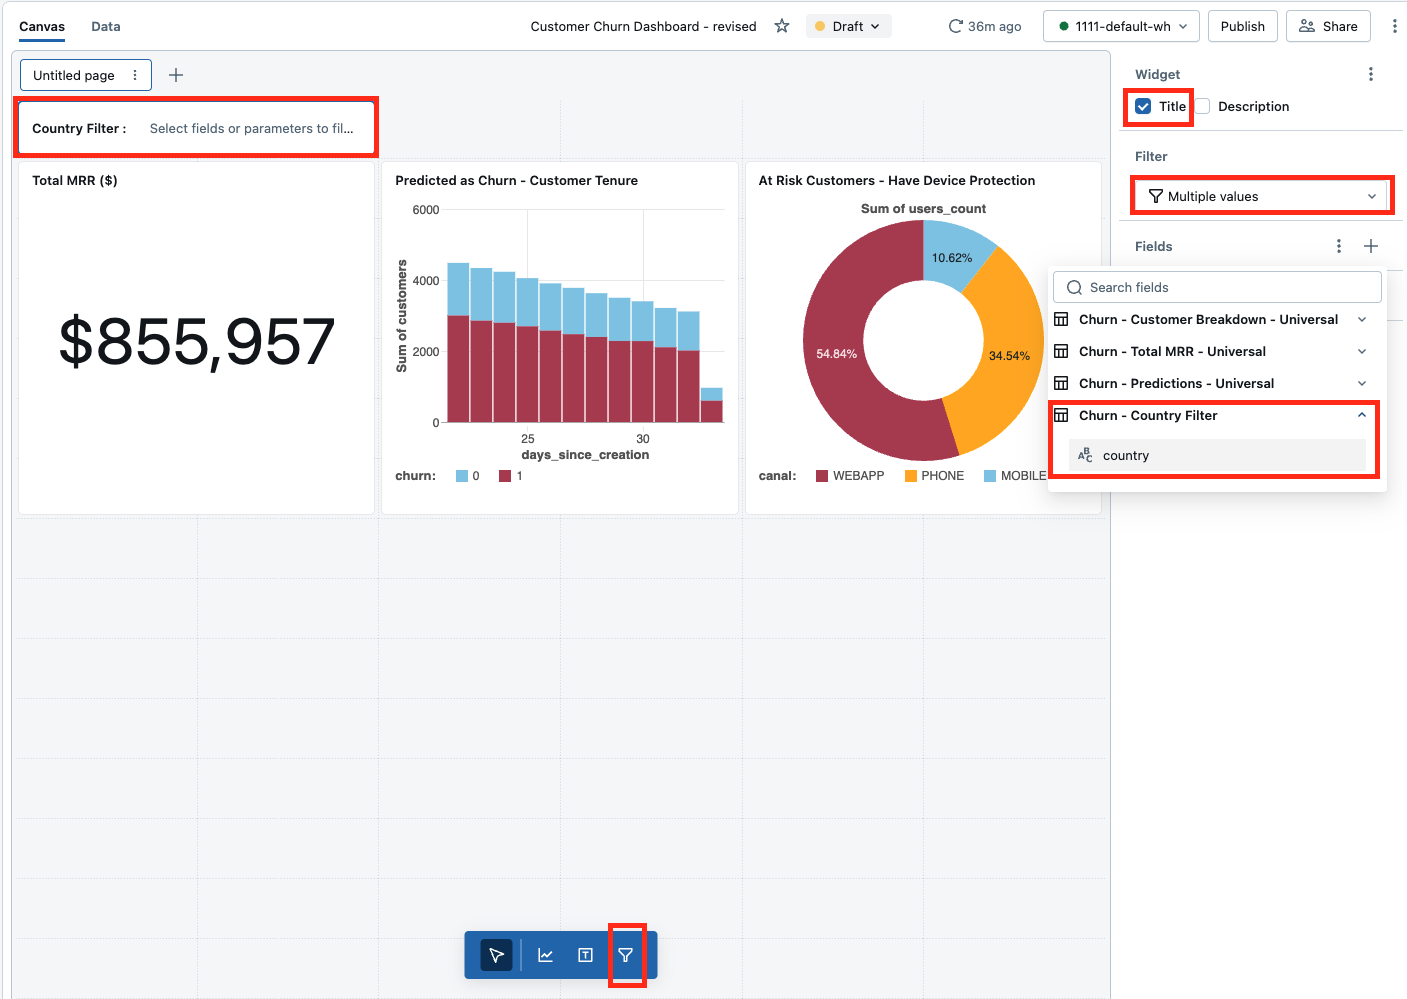 Canvas
Data
Customer Churn Dashboard - revised
Draft
36m ago
1111-default-wh
Publish
Share
Untitled page
Country Filter :
Select fields or parameters to fil...
Total MRR ($)
$855,957
Predicted as Churn - Customer Tenure
6000
4000
2000
0
Sum of customers
25
30
days_since_creation
churn:
0
1
At Risk Customers - Have Device Protection
Sum of users_count
10.62%
54.84%
34.54%
canal:
WEBAPP
PHONE
MOBILE
Widget
Title
Description
Filter
Multiple values
Fields
Search fields
Churn - Customer Breakdown - Universal
Churn - Total MRR - Universal
Churn - Predictions - Universal
Churn - Country Filter
ABC
country
T